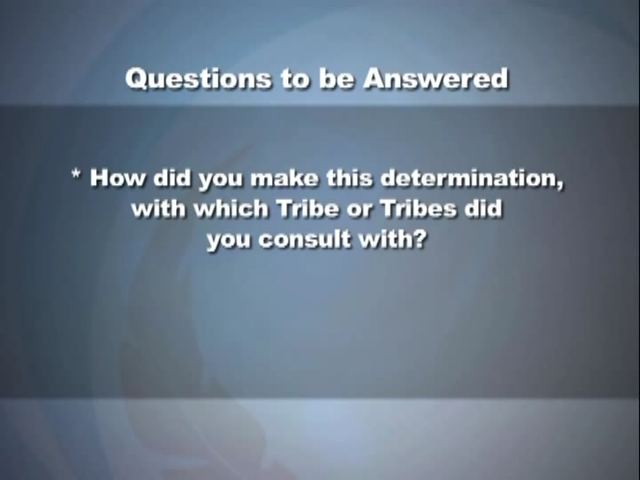 Questions to be Answered
* How did you make this determination,
with which Tribe or Tribes did
you consult with?